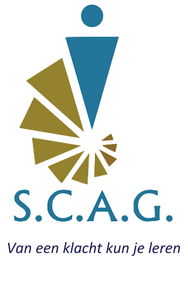 S.C.A.G.
Van een klacht kun je leren